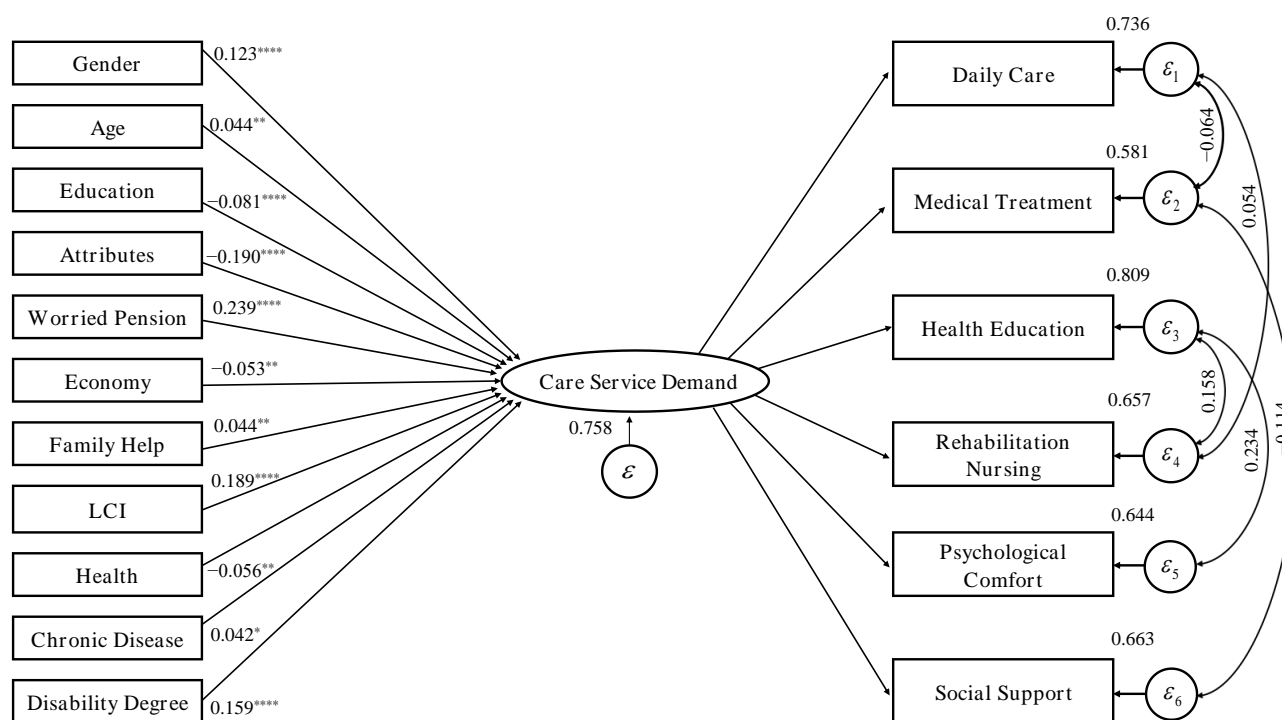 Gender
0.123****
Age
0.044**
Education
−0.081****
Attributes
−0.190****
Worried Pension
0.239****
Economy
−0.053**
Family Help
0.044**
LCI
0.189****
Health
−0.056**
Chronic Disease
0.042*
Disability Degree
0.159****
Care Service Demand
0.758
ε
0.736
Daily Care
ε1
−0.064
0.581
Medical Treatment
ε2
0.054
0.809
Health Education
ε3
0.158
0.657
Rehabilitation
Nursing
ε4
0.234
−0.114
0.644
Psychological
Comfort
ε5
0.663
Social Support
ε6